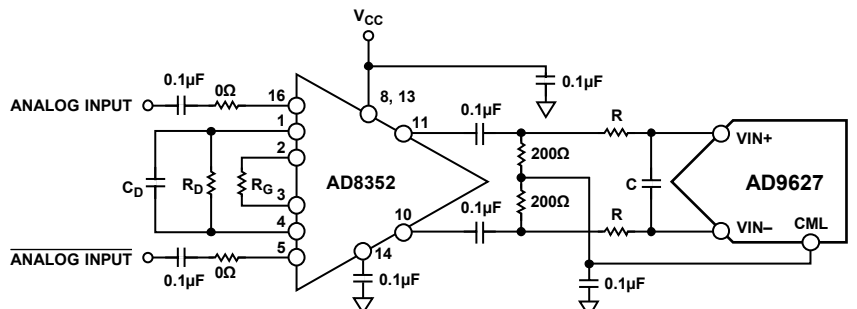 VCC
0.1µF
0Ω
16
8, 13
0.1µF
ANALOG INPUT
0.1µF
R
1
11
VIN+
2
200Ω
CD
RD
RG
AD8352
C
AD9627
3
200Ω
10
0.1µF
R
VIN–
CML
4
ANALOG INPUT
5
14
0.1µF
0Ω
0.1µF
0.1µF